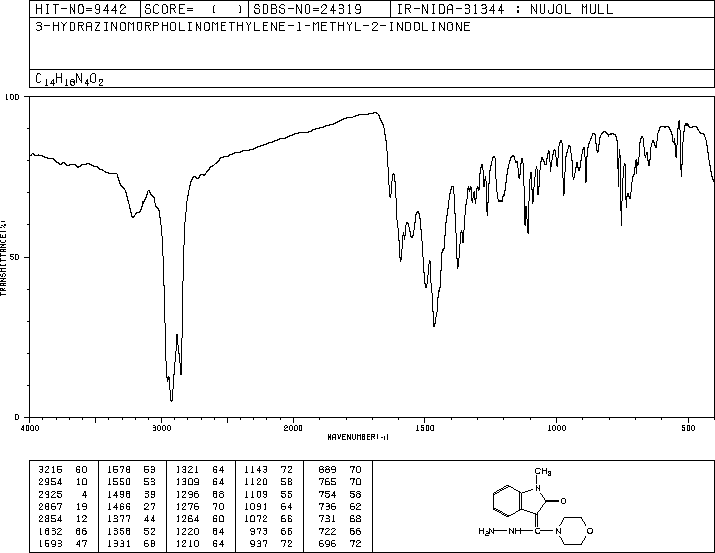 HIT-NO=9442 SCORE= ( ) SDBS-NO=24319 IR-NIDA-31344 : NUJOL MULL
3-HYDRAZINOMORPHOLINOMETHYLENE-1-METHYL-2-INDOLINONE
C14H18N4O2
100
50
0
TRANSMITTANCE(%)
4000 3000 2000 1500 1000 500
WAVENUMBER(-1)
3215 60 1578 53 1321 64 1143 72 889 70
2954 10 1550 53 1309 64 1120 58 765 70
2925 4 1498 39 1296 68 1109 55 754 58
2867 19 1466 27 1276 70 1091 64 736 62
2854 12 1377 44 1264 60 1072 66 731 68
1632 66 1358 52 1220 64 973 66 722 66
1593 47 1331 68 1210 64 937 72 696 72
CH3
N
O
H2N-NH
C
N
O